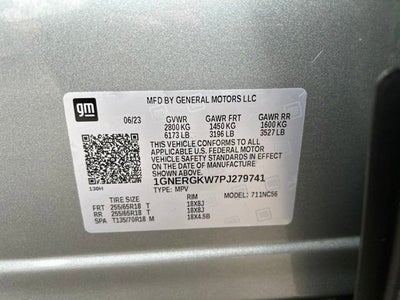 gm
MFD BY GENERAL MOTORS LLC
06/23 GVWR GAWR FRT GAWR RR
2800 KG 1450 KG 1600 KG
6173 LB 3196 LB 3527 LB
THIS VEHICLE CONFORMS TO ALL
APPLICABLE U.S. FEDERAL MOTOR
VEHICLE SAFETY STANDARDS IN EFFECT
ON THE DATE OF MANUFACTURE SHOWN ABOVE.
1GNERGKW7PJ279741
130H
TYPE: MPV MODEL: 711NC56
TIRE SIZE RIM
FRT 255/65R18 T 18X8J
RR 255/65R18 T 18X8J
SPA T135/70R18 M 18X4.5B